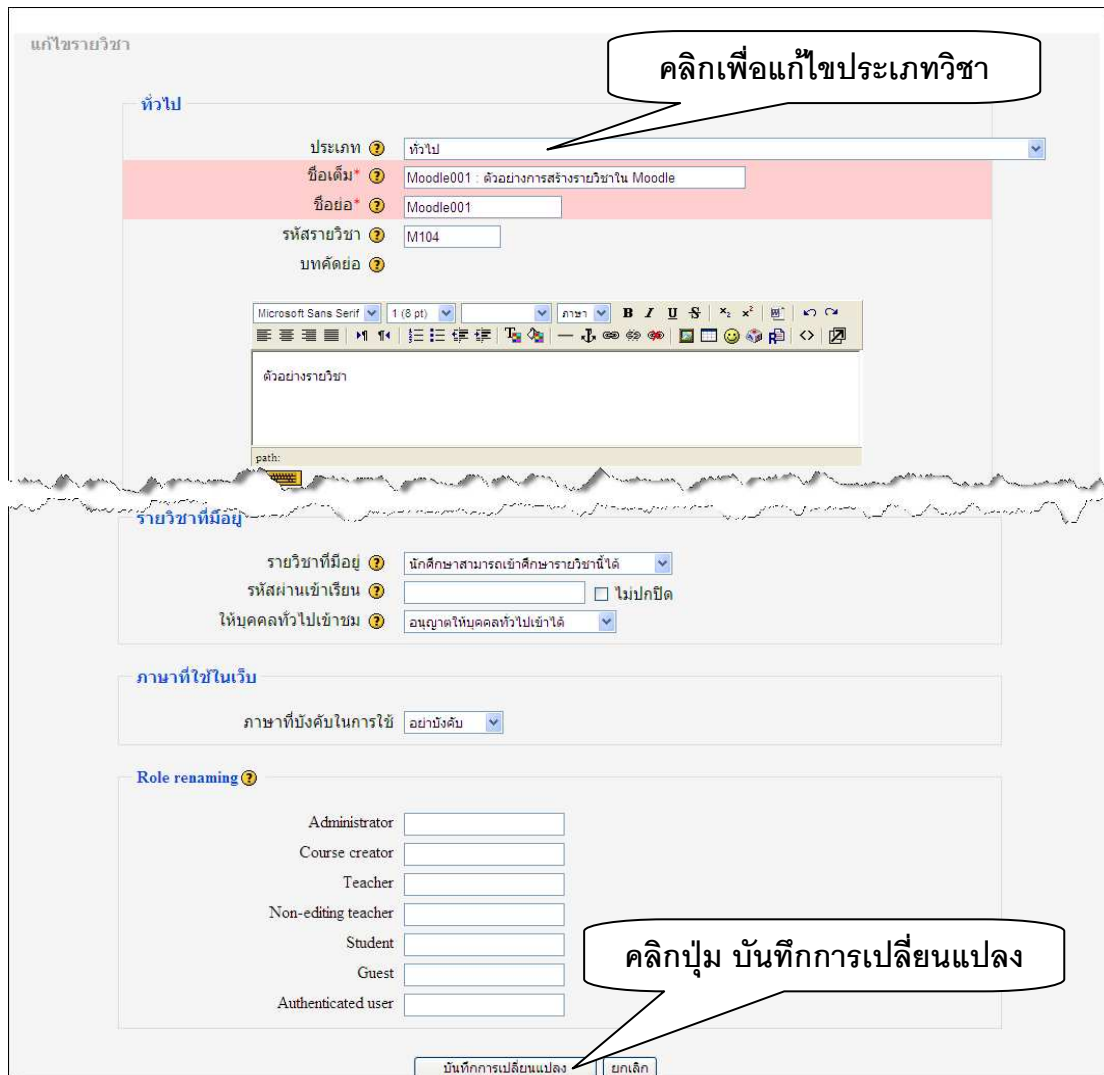 แก้ไขรายวิชา
คลิกเพื่อแก้ไขประเภทวิชา
ทั่วไป
ประเภท ทั่วไป
ชื่อเต็ม* Moodle001 : ตัวอย่างการสร้างรายวิชาใน Moodle
ชื่อย่อ* Moodle001
รหัสรายวิชา M104
บทคัดย่อ
Microsoft Sans Serif 1 (8 pt) ภาษา B I U S x₂ x²
ตัวอย่างรายวิชา
path:
รายวิชาที่มีอยู่
รายวิชาที่มีอยู่ นักศึกษาสามารถเข้าศึกษารายวิชานี้ได้
รหัสผ่านเข้าเรียน ไม่ปกปิด
ให้บุคคลทั่วไปเข้าชม อนุญาตให้บุคคลทั่วไปเข้าได้
ภาษาที่ใช้ในเว็บ
ภาษาที่บังคับในการใช้ อย่าบังคับ
Role renaming
Administrator
Course creator
Teacher
Non-editing teacher
Student
Guest
Authenticated user
คลิกปุ่ม บันทึกการเปลี่ยนแปลง
บันทึกการเปลี่ยนแปลง ยกเลิก